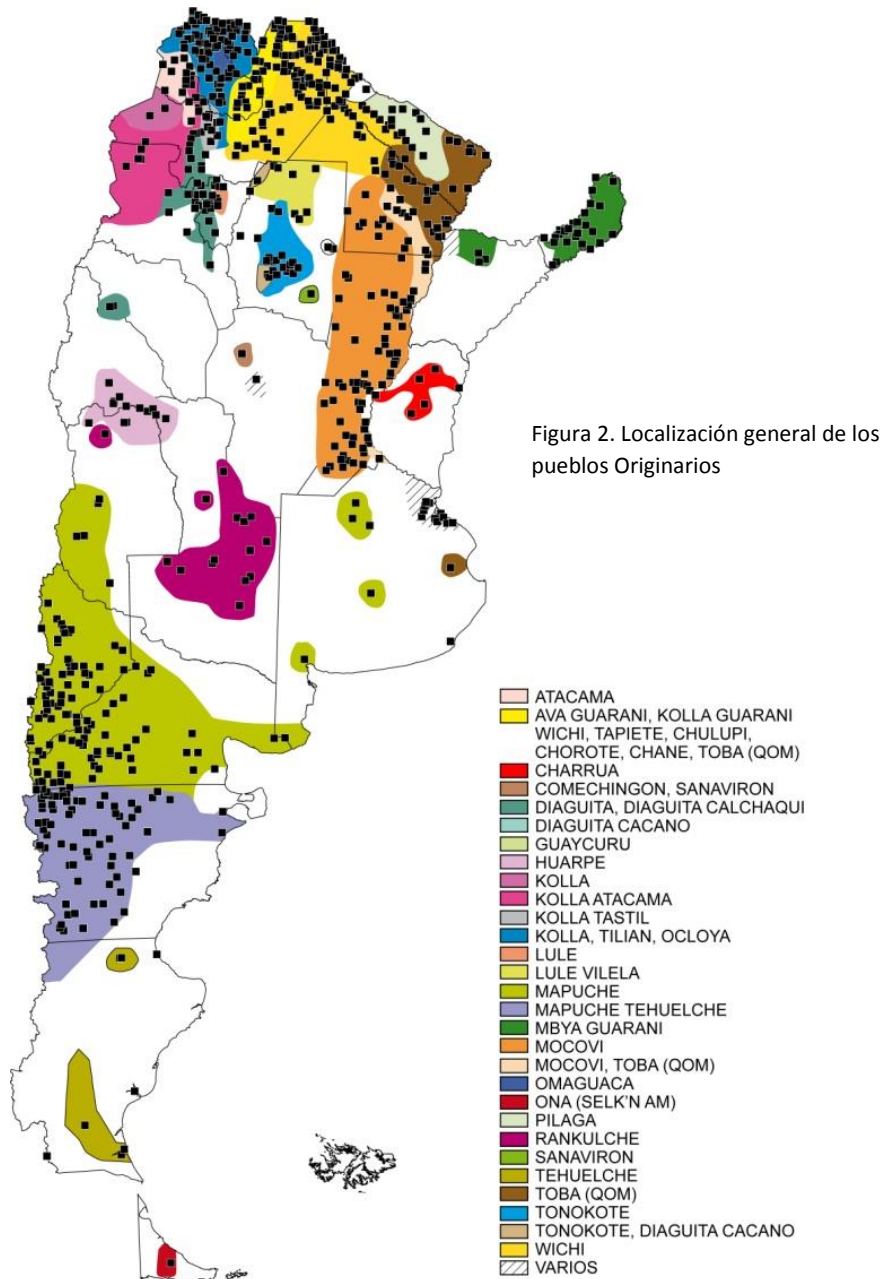 Figura 2. Localización general de los
pueblos Originarios
ATACAMA
AVA GUARANI, KOLLA GUARANI
WICHI, TAPIETE, CHULUPI,
CHOROTE, CHANE, TOBA (QOM)
CHARRUA
COMECHINGON, SANAVIRON
DIAGUITA, DIAGUITA CALCHAQUI
DIAGUITA CACANO
GUAYCURU
HUARPE
KOLLA
KOLLA ATACAMA
KOLLA TASTIL
KOLLA, TILIAN, OCLOYA
LULE
LULE VILELA
MAPUCHE
MAPUCHE TEHUELCHE
MBYA GUARANI
MOCOVI
MOCOVI, TOBA (QOM)
OMAGUACA
ONA (SELK'N AM)
PILAGA
RANKULCHE
SANAVIRON
TEHUELCHE
TOBA (QOM)
TONOKOTE
TONOKOTE, DIAGUITA CACANO
WICHI
VARIOS